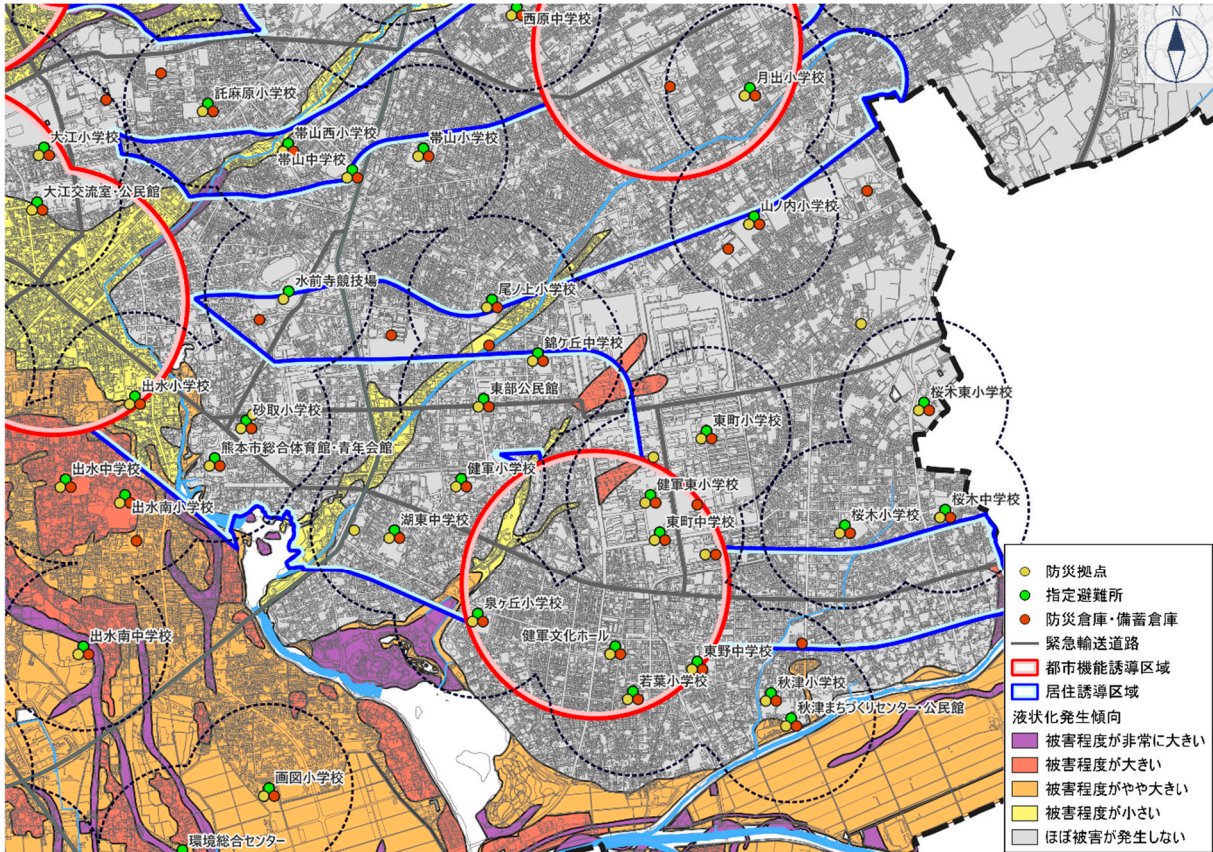 西原中学校
N
託麻原小学校
月出小学校
大江小学校
帯山西小学校
帯山小学校
帯山中学校
大江交流室・公民館
山ノ内小学校
水前寺競技場
尾ノ上小学校
錦ケ丘中学校
出水小学校
東部公民館
桜木東小学校
砂取小学校
東町小学校
熊本市総合体育館・青年会館
健軍小学校
出水中学校
健軍東小学校
出水南小学校
桜木中学校
湖東中学校
東町中学校
桜木小学校
泉ヶ丘小学校
出水南中学校
健軍文化ホール
東野中学校
若葉小学校
秋津小学校
秋津まちづくりセンター・公民館
画図小学校
環境総合センター
防災拠点
指定避難所
防災倉庫・備蓄倉庫
緊急輸送道路
都市機能誘導区域
居住誘導区域
液状化発生傾向
被害程度が非常に大きい
被害程度が大きい
被害程度がやや大きい
被害程度が小さい
ほぼ被害が発生しない